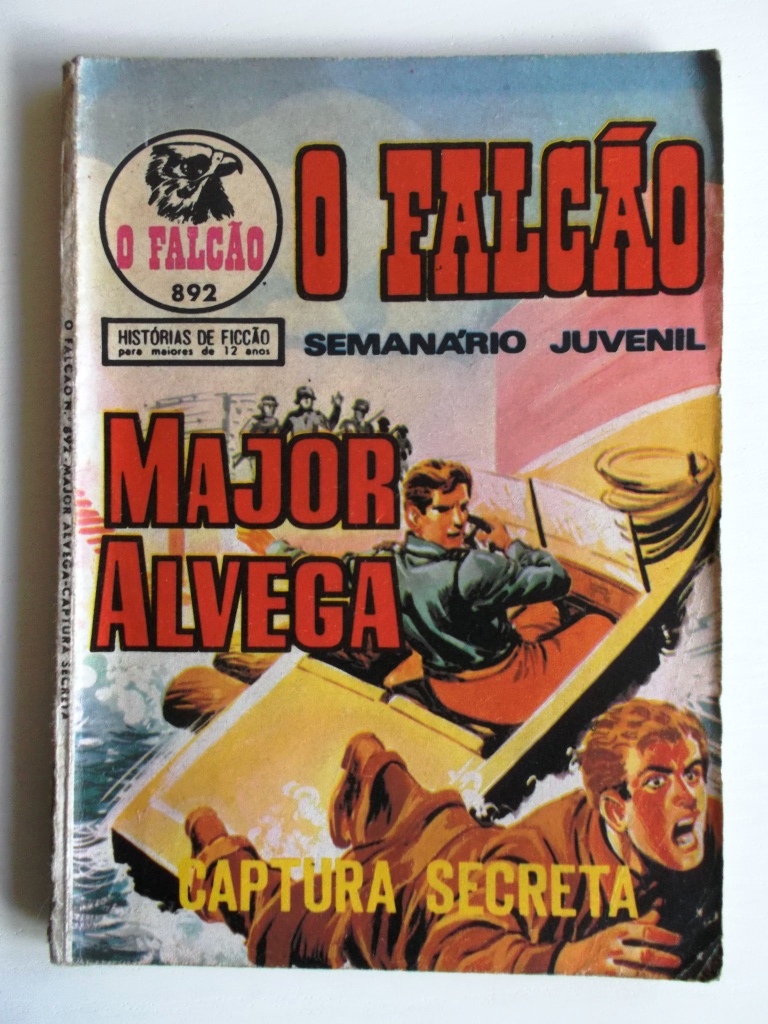 O FALCÃO
892
HISTÓRIAS DE FICÇÃO
para maiores de 12 anos
O FALCÃO
SEMANÁRIO JUVENIL
MAJOR
ALVEGA
CAPTURA SECRETA
O FALCÃO N.º 892-MAJOR ALVEGA-CAPTURA SECRETA